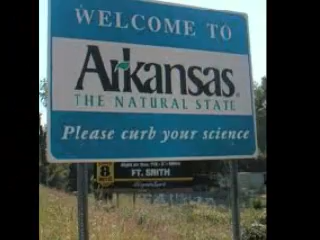 WELCOME TO
Arkansas®
THE NATURAL STATE
Please curb your science
8
FT. SMITH